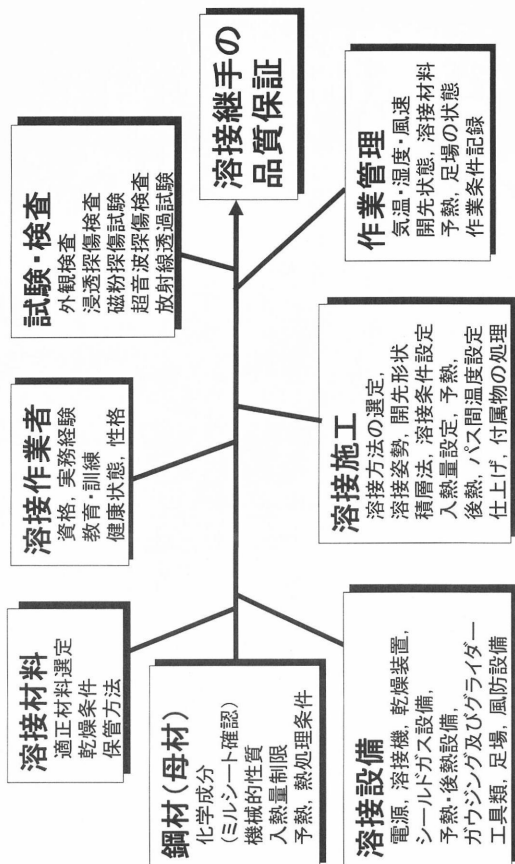 溶接材料
適正材料選定
乾燥条件
保管方法
溶接作業者
資格，実務経験
教育・訓練
健康状態，性格
試験・検査
外観検査
浸透探傷検査
磁粉探傷試験
超音波探傷検査
放射線透過試験
鋼材（母材）
化学成分
（ミルシート確認）
機械的性質
入熱量制限
予熱，熱処理条件
溶接継手の
品質保証
溶接設備
電源，溶接機，乾燥装置，
シールドガス設備，
予熱・後熱設備，
ガウジング及びグライダー
工具類，足場，風防設備
溶接施工
溶接方法の選定，
溶接姿勢，開先形状
積層法，溶接条件設定
入熱量設定，予熱，
後熱，パス間温度設定
仕上げ，付属物の処理
作業管理
気温・湿度・風速
開先状態，溶接材料
予熱，足場の状態
作業条件記録